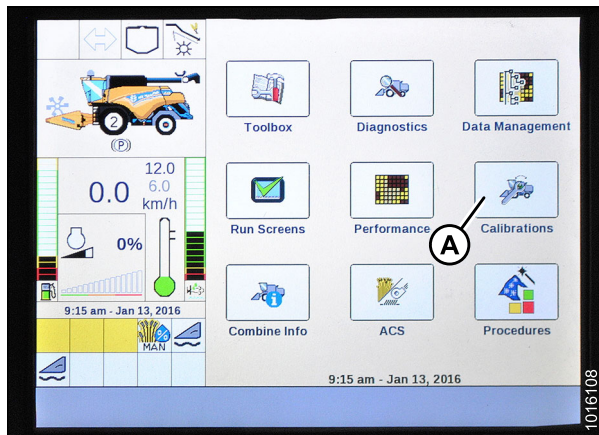 2
(P)
12.0
0.0
6.0
km/h
0%
9:15 am - Jan 13, 2016
MAN
%
Toolbox
Diagnostics
Data Management
Run Screens
Performance
Calibrations
A
Combine Info
ACS
Procedures
9:15 am - Jan 13, 2016
1016108